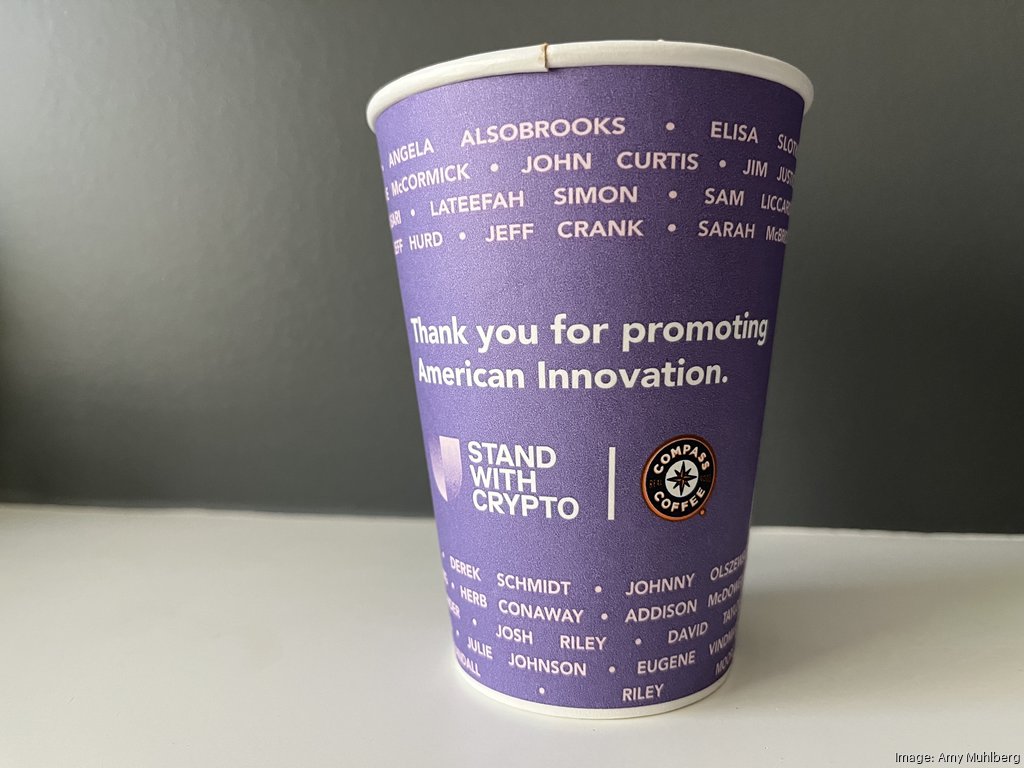 ANGELA ALSOBROOKS • ELISA
McCORMICK • JOHN CURTIS • JIM
• LATEEFAH SIMON • SAM
HURD • JEFF CRANK • SARAH
Thank you for promoting
American Innovation.
STAND
WITH
CRYPTO
COMPASS
COFFEE
• DEREK SCHMIDT • JOHNNY
• HERB CONAWAY • ADDISON
• JOSH RILEY • DAVID
• JULIE JOHNSON • EUGENE
• RILEY
Image: Amy Muhlberg